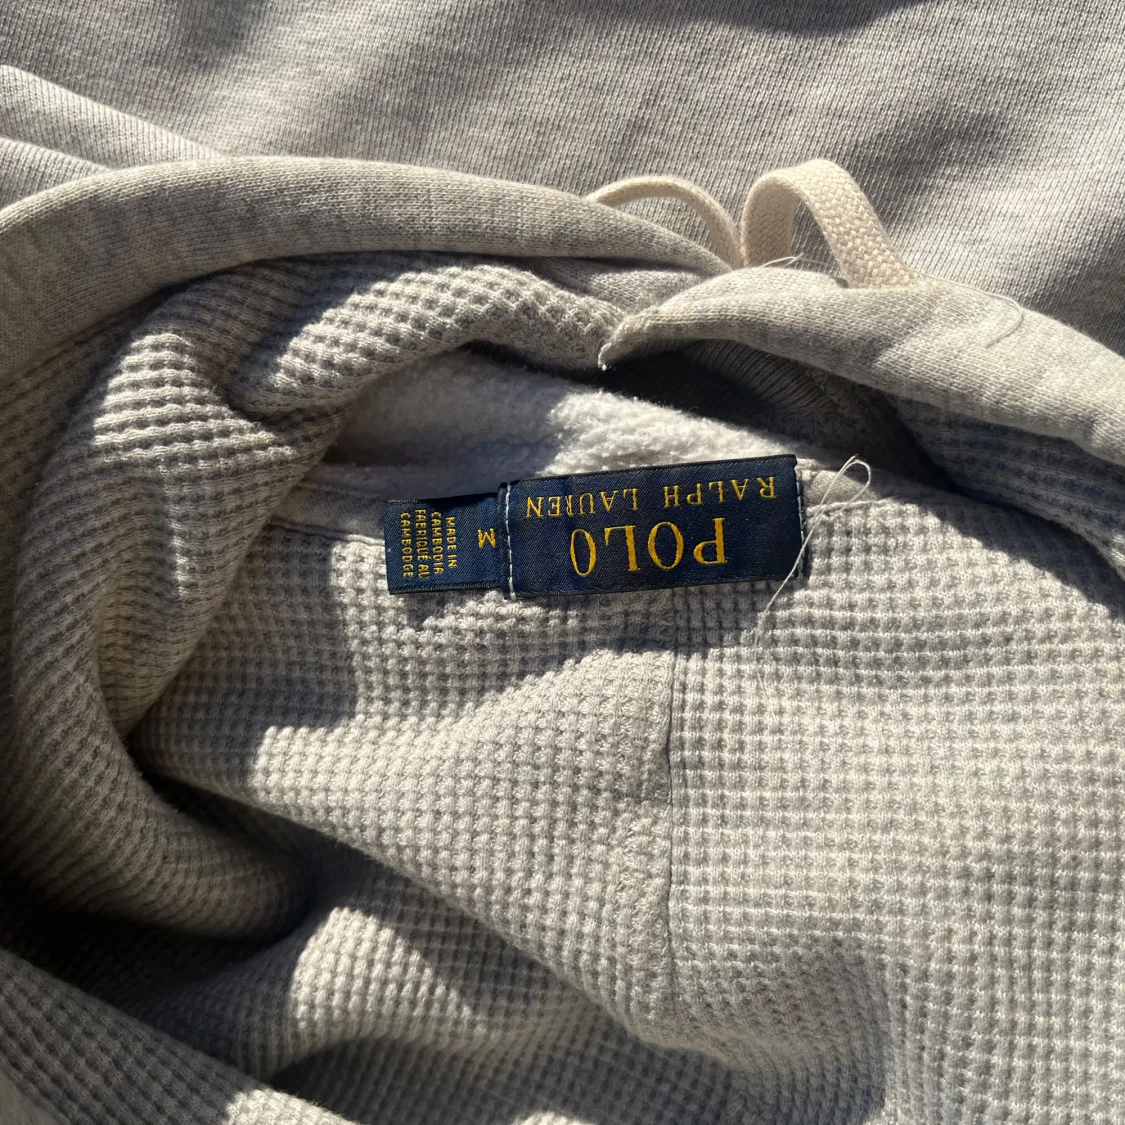 POLO
RALPH LAUREN
M
MADE IN
CAMBODIA
FABRIQUÉ AU
CAMBODGE